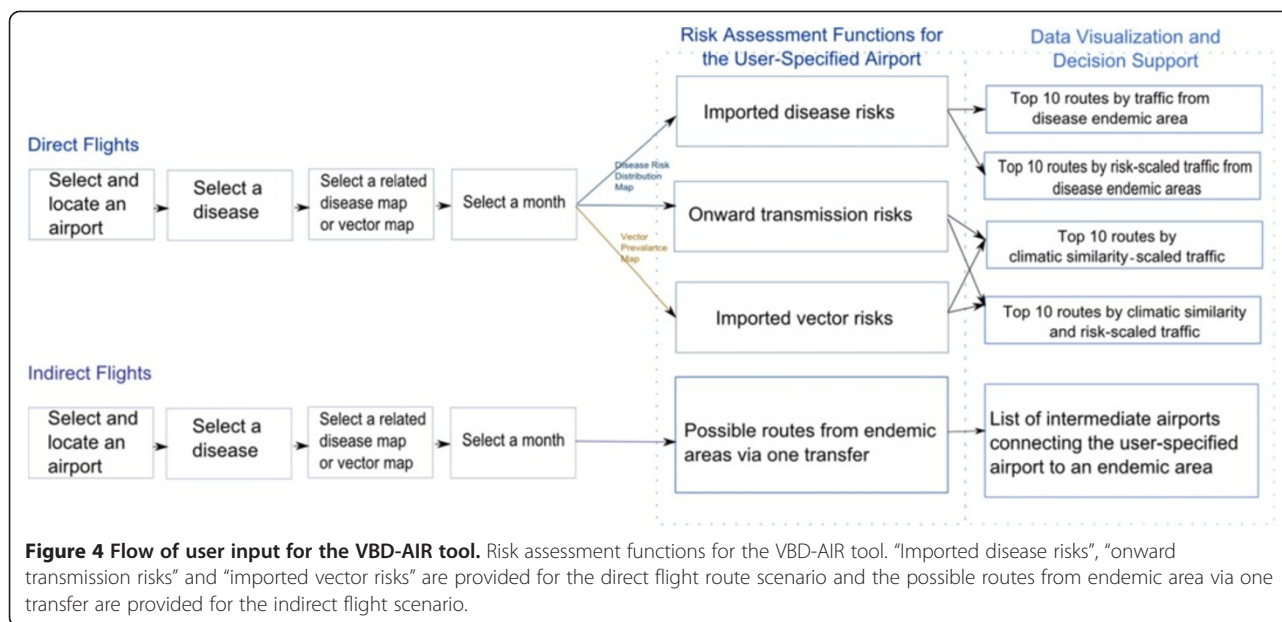 Risk Assessment Functions for
the User-Specified Airport
Data Visualization and
Decision Support
Direct Flights
Select and
locate an
airport
Select a
disease
Select a related
disease map
or vector map
Select a month
Disease Risk
Distribution
Map
Vector
Prevalance
Map
Imported disease risks
Onward transmission risks
Imported vector risks
Top 10 routes by traffic from
disease endemic area
Top 10 routes by risk-scaled traffic from
disease endemic areas
Top 10 routes by
climatic similarity-scaled traffic
Top 10 routes by climatic similarity
and risk-scaled traffic
Indirect Flights
Select and
locate an
airport
Select a
disease
Select a related
disease map
or vector map
Select a month
Possible routes from endemic
areas via one transfer
List of intermediate airports
connecting the user-specified
airport to an endemic area
Figure 4 Flow of user input for the VBD-AIR tool. Risk assessment functions for the VBD-AIR tool. “Imported disease risks”, “onward
transmission risks” and “imported vector risks” are provided for the direct flight route scenario and the possible routes from endemic area via one
transfer are provided for the indirect flight scenario.